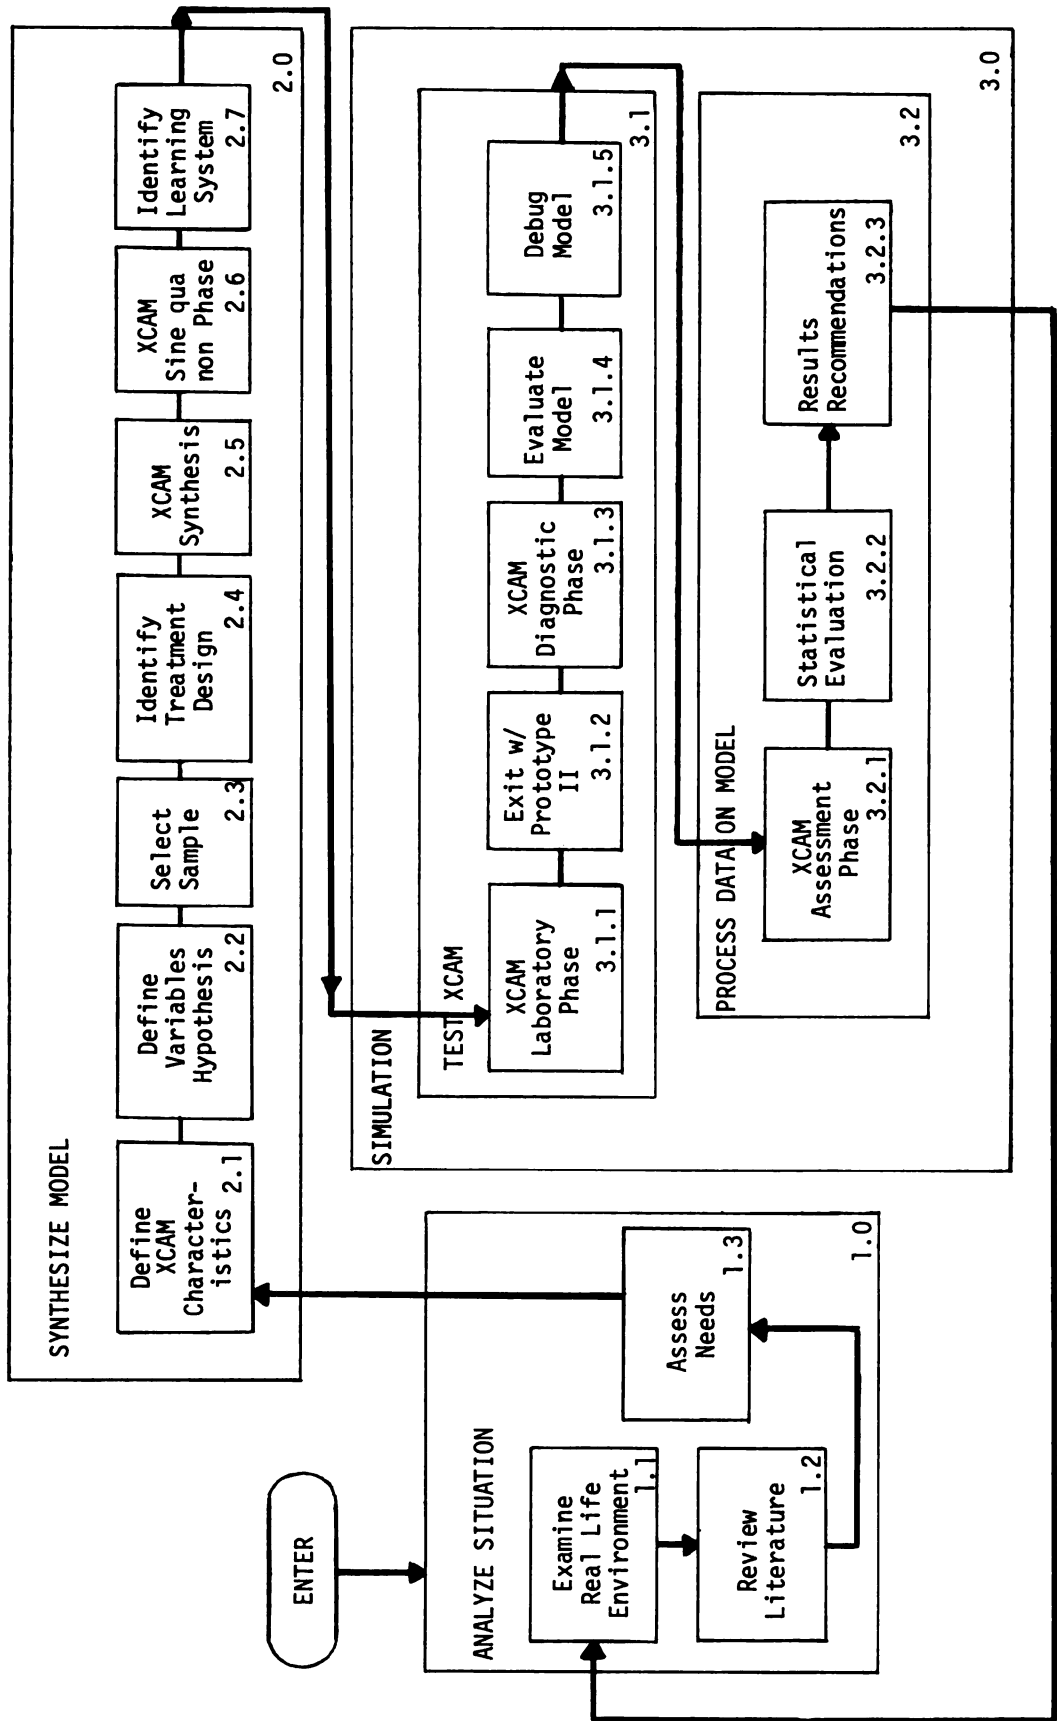 ENTER
ANALYZE SITUATION
Examine
Real Life
Environment
1.1
Review
Literature
1.2
Assess
Needs
1.3
1.0
SYNTHESIZE MODEL
Define
XCAM
Character-
istics 2.1
Define
Variables
Hypothesis
2.2
Select
Sample
2.3
Identify
Treatment
Design
2.4
XCAM
Synthesis
2.5
XCAM
Sine qua
non Phase
2.6
Identify
Learning
System
2.7
2.0
SIMULATION
TEST XCAM
XCAM
Laboratory
Phase
3.1.1
Exit w/
Prototype
II
3.1.2
XCAM
Diagnostic
Phase
3.1.3
Evaluate
Model
3.1.4
Debug
Model
3.1.5
3.1
PROCESS DATA ON MODEL
XCAM
Assessment
Phase
3.2.1
Statistical
Evaluation
3.2.2
Results
Recommendations
3.2.3
3.2
3.0